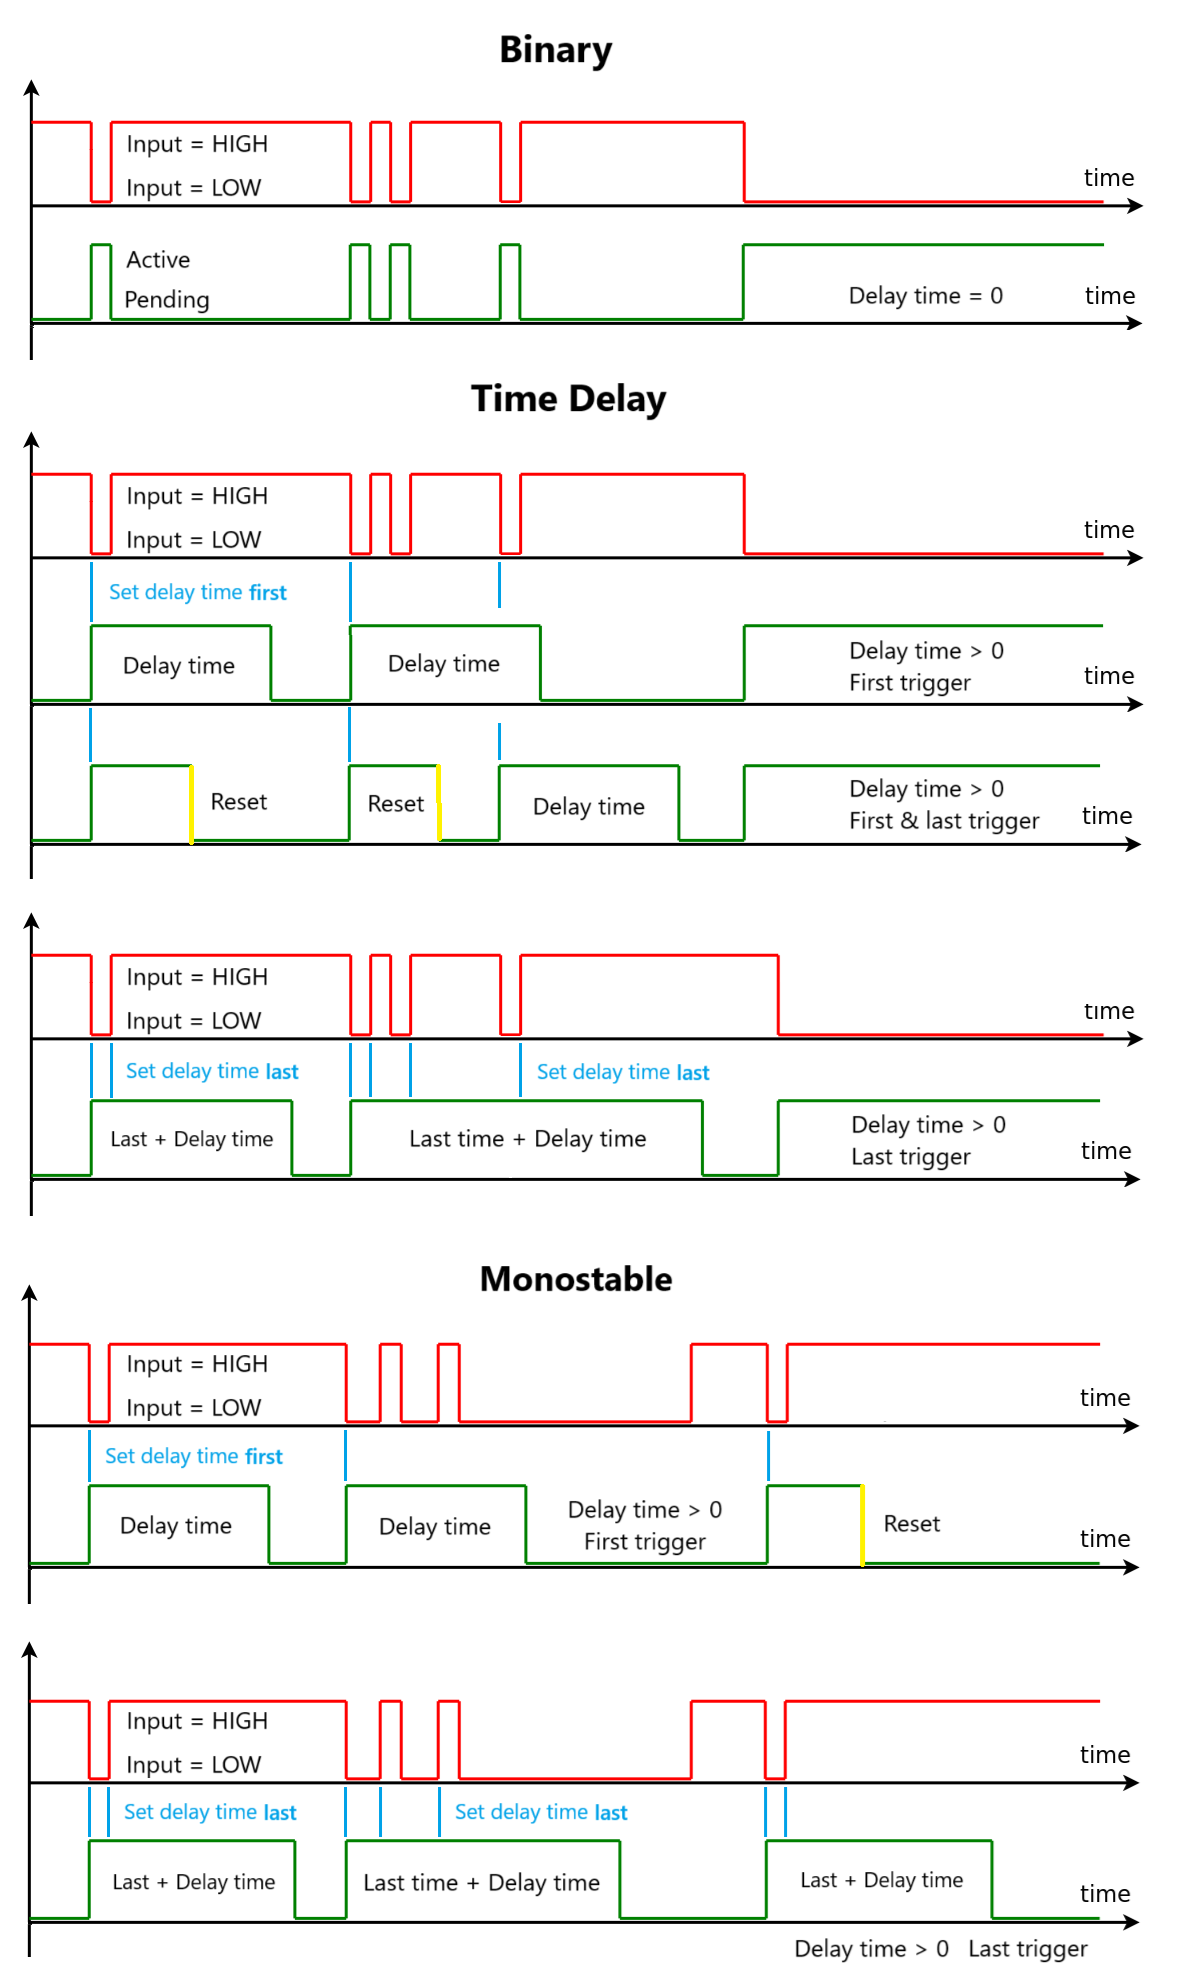 Binary
Input = HIGH
Input = LOW
time
Active
Pending
Delay time = 0
time
Time Delay
Input = HIGH
Input = LOW
time
Set delay time first
Delay time
Delay time
Delay time > 0
First trigger
time
Reset
Reset
Delay time
Delay time > 0
First & last trigger
time
Input = HIGH
Input = LOW
time
Set delay time last
Set delay time last
Last + Delay time
Last time + Delay time
Delay time > 0
Last trigger
time
Monostable
Input = HIGH
Input = LOW
time
Set delay time first
Delay time
Delay time
Delay time > 0
First trigger
Reset
time
Input = HIGH
Input = LOW
time
Set delay time last
Set delay time last
Last + Delay time
Last time + Delay time
Last + Delay time
time
Delay time > 0 Last trigger